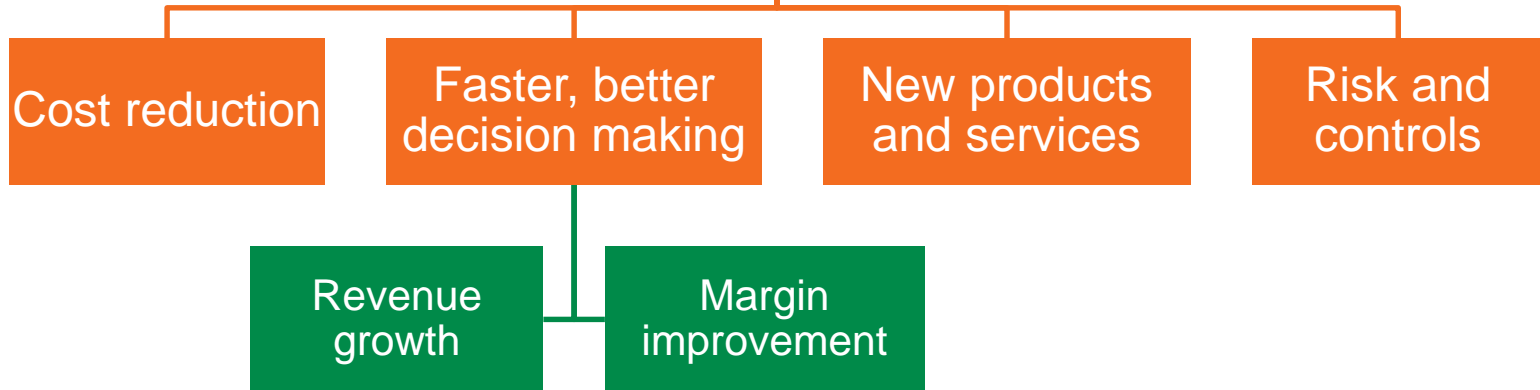 Cost reduction
Faster, better
decision making
New products
and services
Risk and
controls
Revenue
growth
Margin
improvement